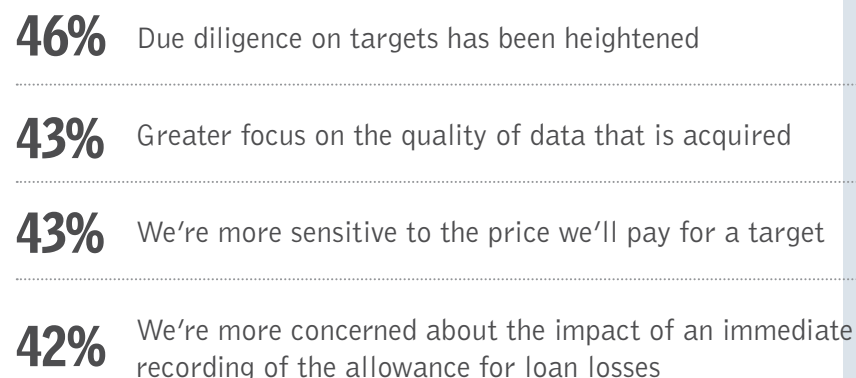 46% Due diligence on targets has been heightened
43% Greater focus on the quality of data that is acquired
43% We’re more sensitive to the price we’ll pay for a target
42% We’re more concerned about the impact of an immediate
recording of the allowance for loan losses